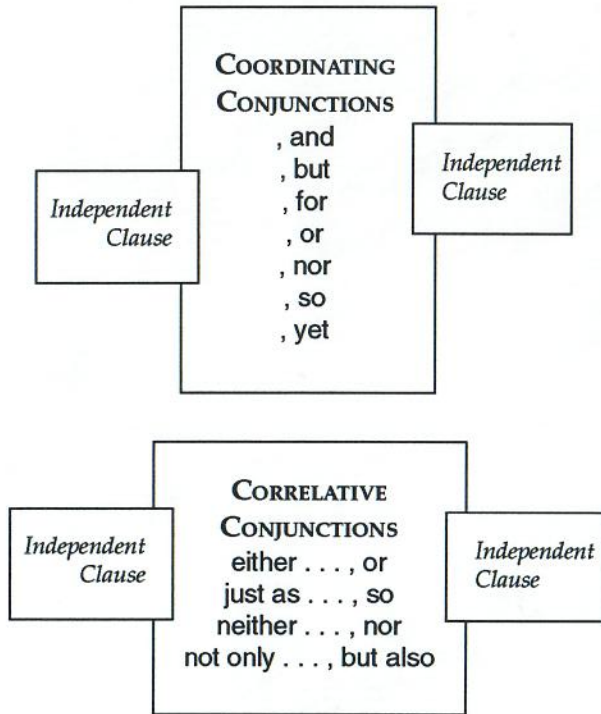 COORDINATING
CONJUNCTIONS
, and
, but
, for
, or
, nor
, so
, yet
Independent
Clause
Independent
Clause
CORRELATIVE
CONJUNCTIONS
either . . . , or
just as . . . , so
neither . . . , nor
not only . . . , but also
Independent
Clause
Independent
Clause